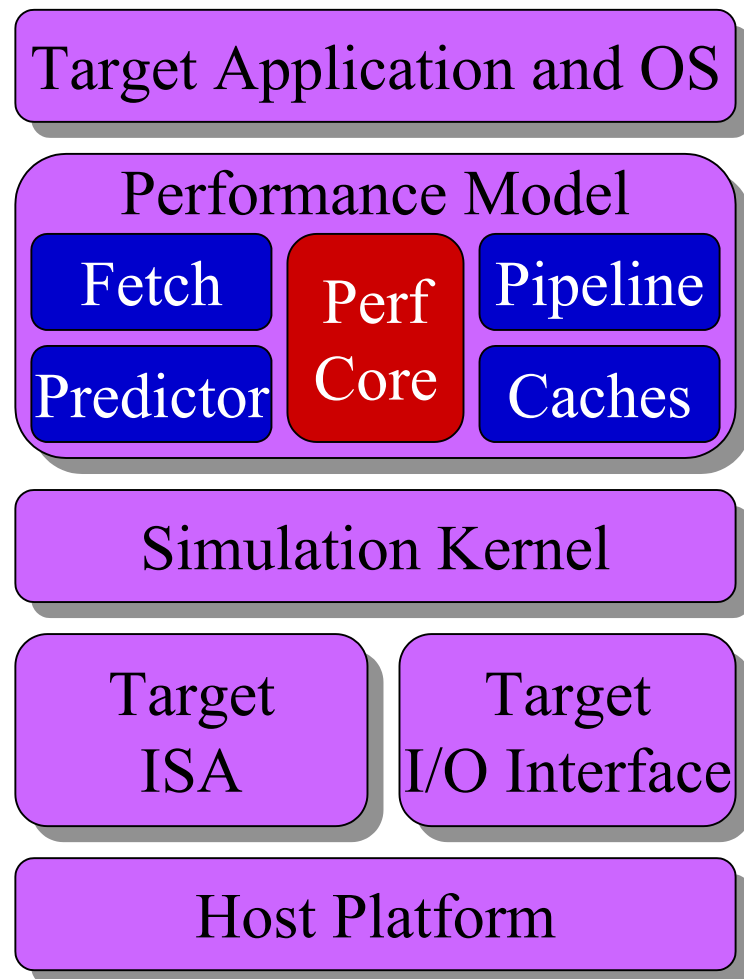 Target Application and OS
Performance Model
Fetch
Predictor
Perf
Core
Pipeline
Caches
Simulation Kernel
Target
ISA
Target
I/O Interface
Host Platform